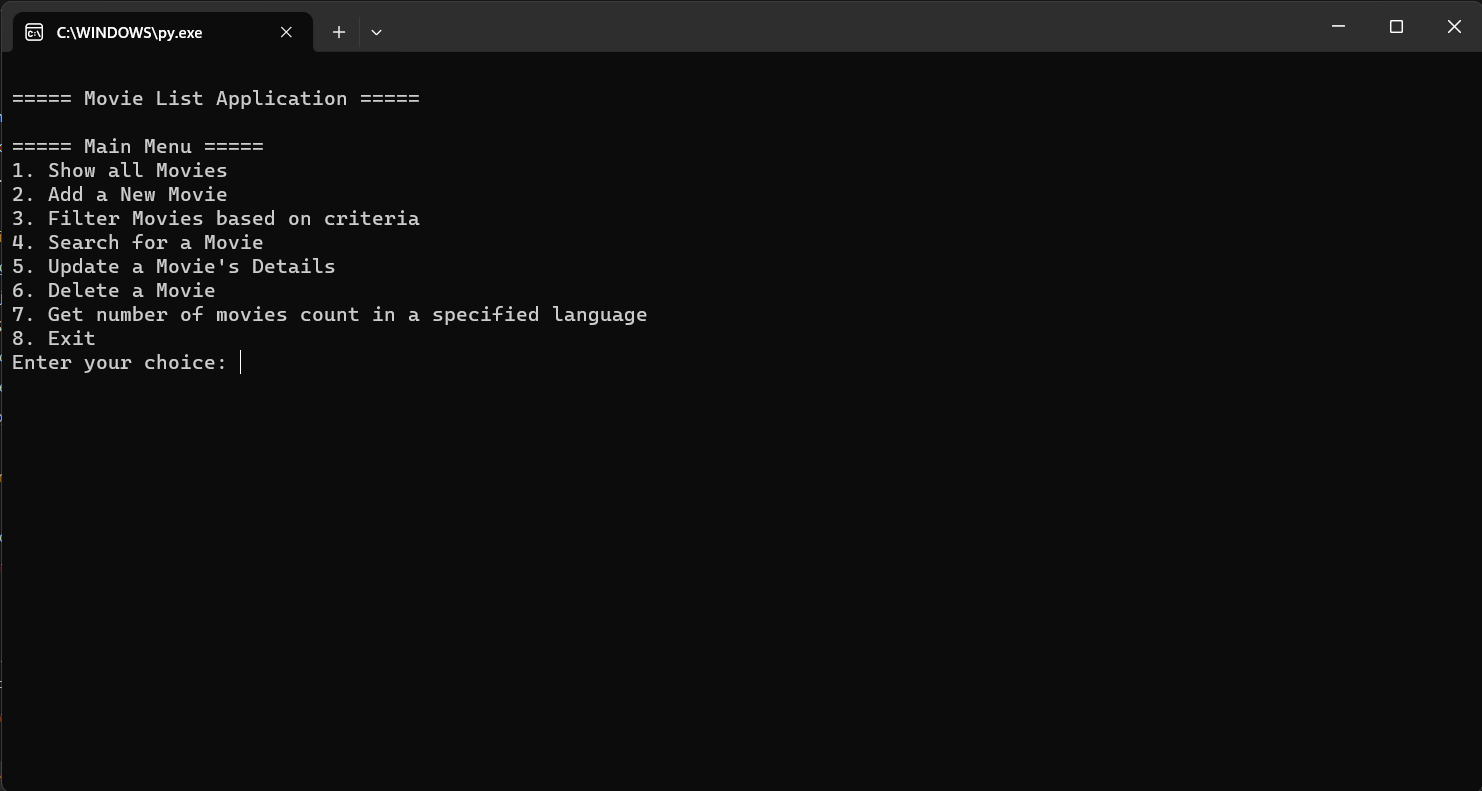 C:\WINDOWS\py.exe
===== Movie List Application =====
===== Main Menu =====
1. Show all Movies
2. Add a New Movie
3. Filter Movies based on criteria
4. Search for a Movie
5. Update a Movie's Details
6. Delete a Movie
7. Get number of movies count in a specified language
8. Exit
Enter your choice: